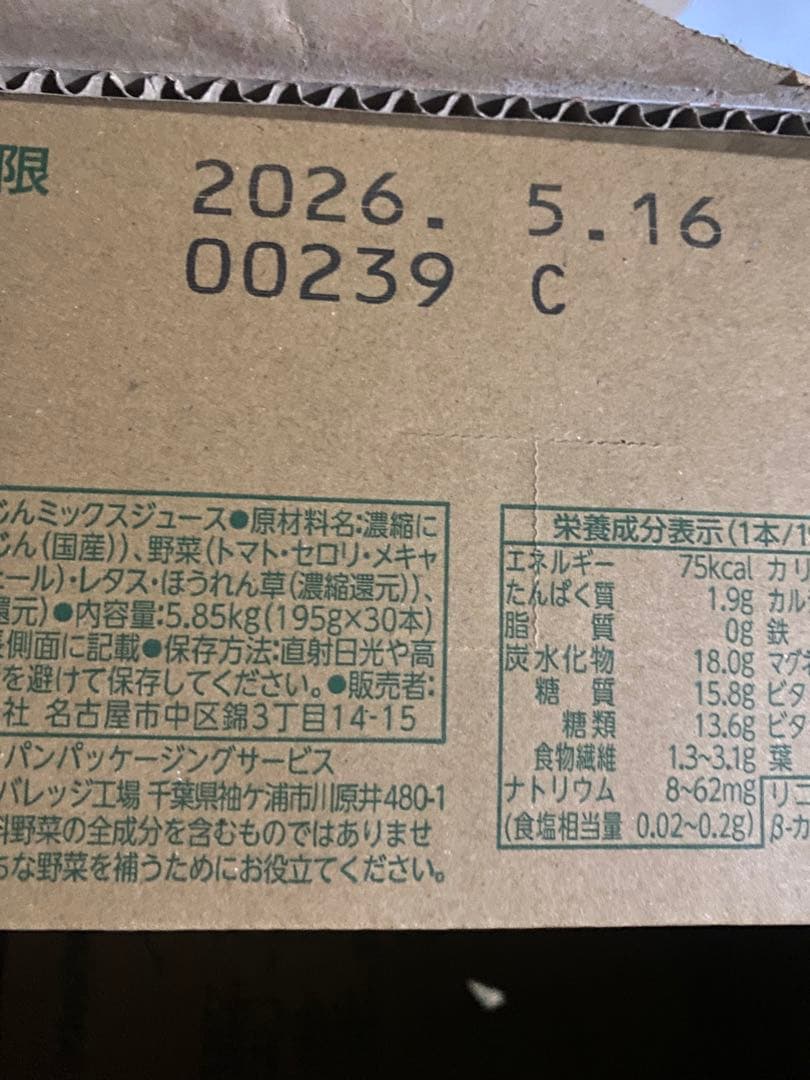 限
2026. 5.16
00239 C
じんミックスジュース●原材料名:濃縮に
じん(国産))、野菜(トマト・セロリ・メキャ
ール)・レタス・ほうれん草(濃縮還元))、
還元)●内容量:5.85kg(195g×30本)
側面に記載●保存方法:直射日光や高
を避けて保存してください。●販売者:
社 名古屋市中区錦3丁目14-15
パンパッケージングサービス
バレッジ工場 千葉県袖ケ浦市川原井480-1
野菜の全成分を含むものではありませ
な野菜を補うためにお役立てください。
栄養成分表示(1本/19
エネルギー 75kcal カリ
たんぱく質 1.9g カル
脂質 0g 鉄
炭水化物 18.0g マグネ
糖質 15.8g ビタ
糖類 13.6g ビタ
食物繊維 1.3~3.1g 葉
ナトリウム 8~62mg リコ
(食塩相当量 0.02~0.2g) β-カ